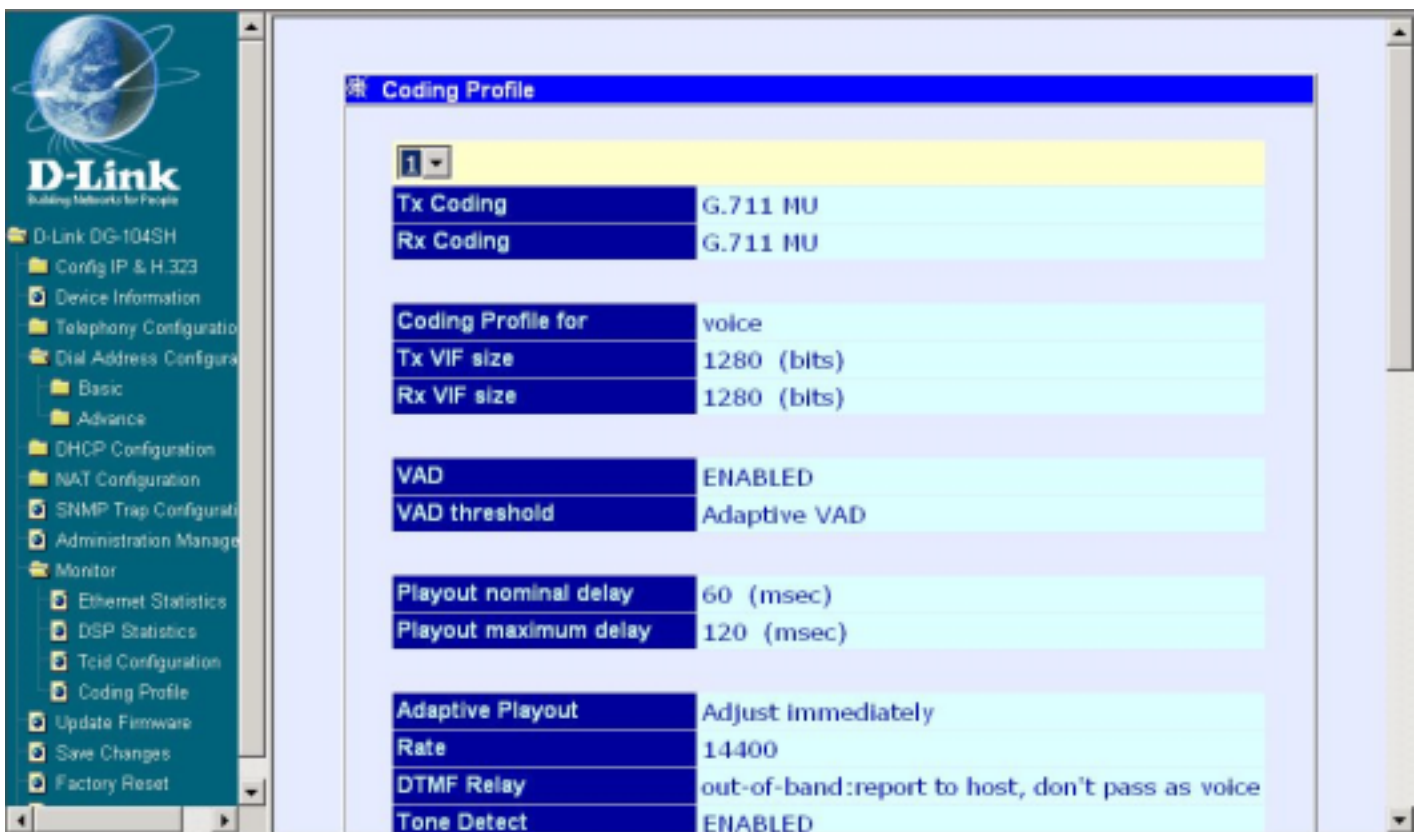 D-Link
Building Networks for People
D-Link DG-104SH
Config IP & H.323
Device Information
Telephony Configuratio
Dial Address Configura
Basic
Advance
DHCP Configuration
NAT Configuration
SNMP Trap Configurati
Administration Manage
Monitor
Ethernet Statistics
DSP Statistics
Tcid Configuration
Coding Profile
Update Firmware
Save Changes
Factory Reset
Coding Profile
1
Tx Coding G.711 MU
Rx Coding G.711 MU
Coding Profile for voice
Tx VIF size 1280 (bits)
Rx VIF size 1280 (bits)
VAD ENABLED
VAD threshold Adaptive VAD
Playout nominal delay 60 (msec)
Playout maximum delay 120 (msec)
Adaptive Playout Adjust immediately
Rate 14400
DTMF Relay out-of-band:report to host, don't pass as voice
Tone Detect ENABLED